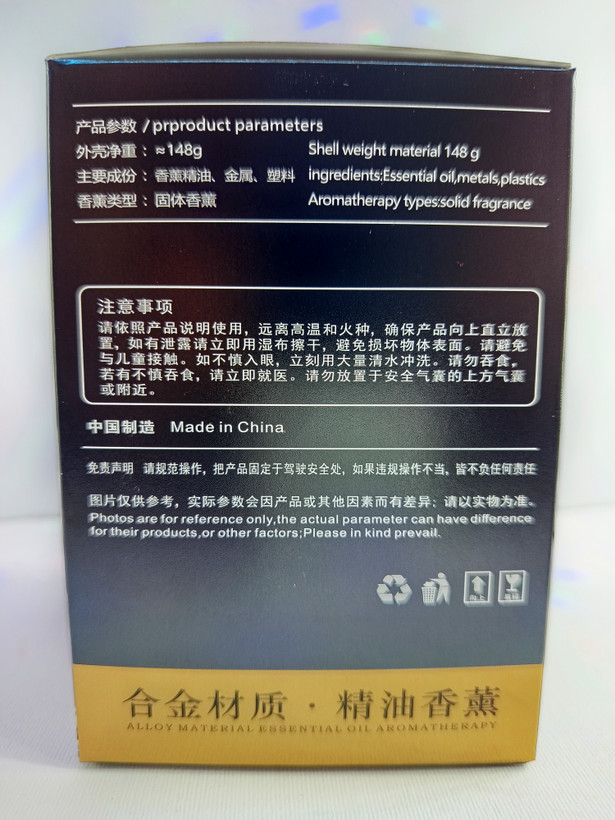 产品参数 / prproduct parameters
外壳净重：≈148g Shell weight material 148 g
主要成份：香薰精油、金属、塑料 ingredients:Essential oil,metals,plastics
香薰类型：固体香薰 Aromatherapy types:solid fragrance
注意事项
请依照产品说明使用，远离高温和火种，确保产品向上直立放
置，如有泄露请立即用湿布擦干，避免损坏物体表面。请避免
与儿童接触。如不慎入眼，立刻用大量清水冲洗。请勿吞食，
若有不慎吞食，请立即就医。请勿放置于安全气囊的上方气囊
或附近。
中国制造 Made in China
免责声明 请规范操作，把产品固定于驾驶安全处，如果违规操作不当，皆不负任何责任
图片仅供参考，实际参数会因产品或其他因素而有差异：请以实物为准。
Photos are for reference only,the actual parameter can have difference
for their products,or other factors;Please in kind prevail.
向上
合金材质·精油香薰
ALLOY MATERIAL ESSENTIAL OIL AROMATHERAPY